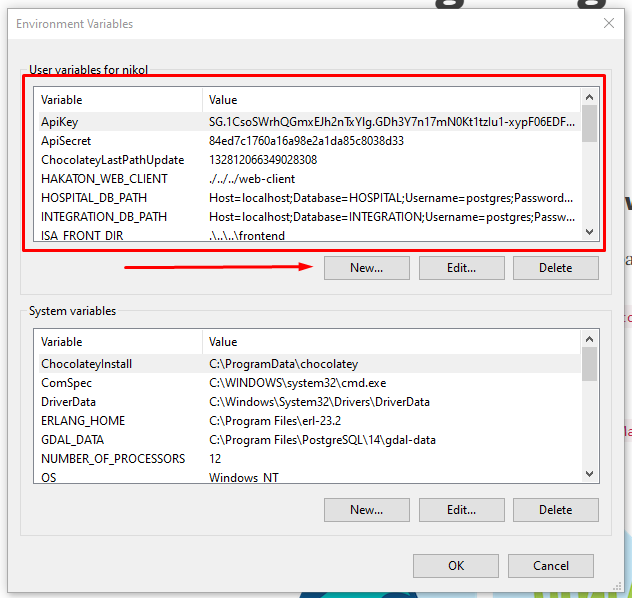 Environment Variables
User variables for nikol
Variable Value
ApiKey SG.1CsoSWrhQGmxEJh2nTxYIg.GDh3Y7n17mN0Kt1tzlu1-xypF06EDF...
ApiSecret 84ed7c1760a16a98e2a1da85c8038d33
ChocolateyLastPathUpdate 132812066349028308
HAKATON_WEB_CLIENT ./../../web-client
HOSPITAL_DB_PATH Host=localhost;Database=HOSPITAL;Username=postgres;Password...
INTEGRATION_DB_PATH Host=localhost;Database=INTEGRATION;Username=postgres;Passw...
ISA_FRONT_DIR .\..\..\frontend
New... Edit... Delete
System variables
Variable Value
ChocolateyInstall C:\ProgramData\chocolatey
ComSpec C:\WINDOWS\system32\cmd.exe
DriverData C:\Windows\System32\Drivers\DriverData
ERLANG_HOME C:\Program Files\erl-23.2
GDAL_DATA C:\Program Files\PostgreSQL\14\gdal-data
NUMBER_OF_PROCESSORS 12
OS Windows_NT
New... Edit... Delete
OK Cancel